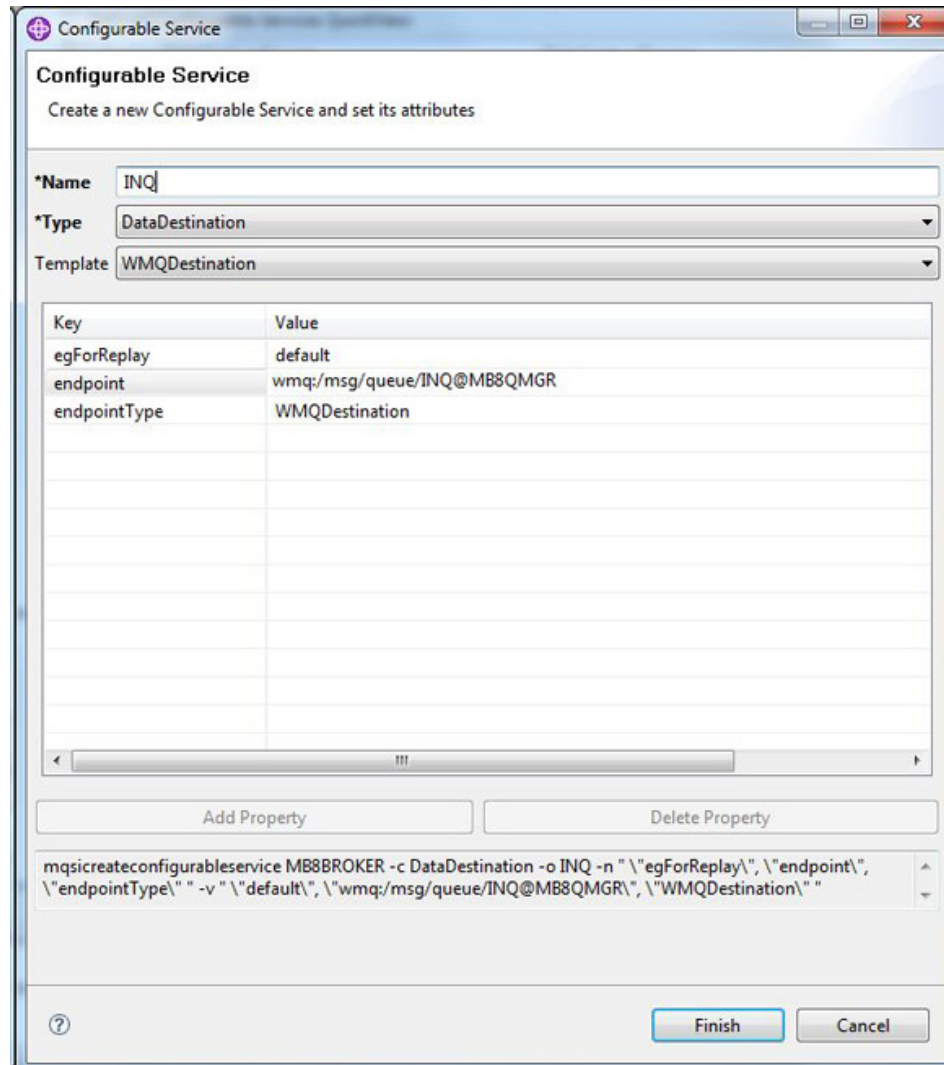 Configurable Service
Configurable Service
Create a new Configurable Service and set its attributes
*Name INQ
*Type DataDestination
Template WMQDestination
Key Value
egForReplay default
endpoint wmq:/msg/queue/INQ@MB8QMGR
endpointType WMQDestination
Add Property Delete Property
mqsicreateconfigurableservice MB8BROKER -c DataDestination -o INQ -n " \"egForReplay\", \"endpoint\",
\"endpointType\" " -v " \"default\", \"wmq:/msg/queue/INQ@MB8QMGR\", \"WMQDestination\" "
Finish Cancel